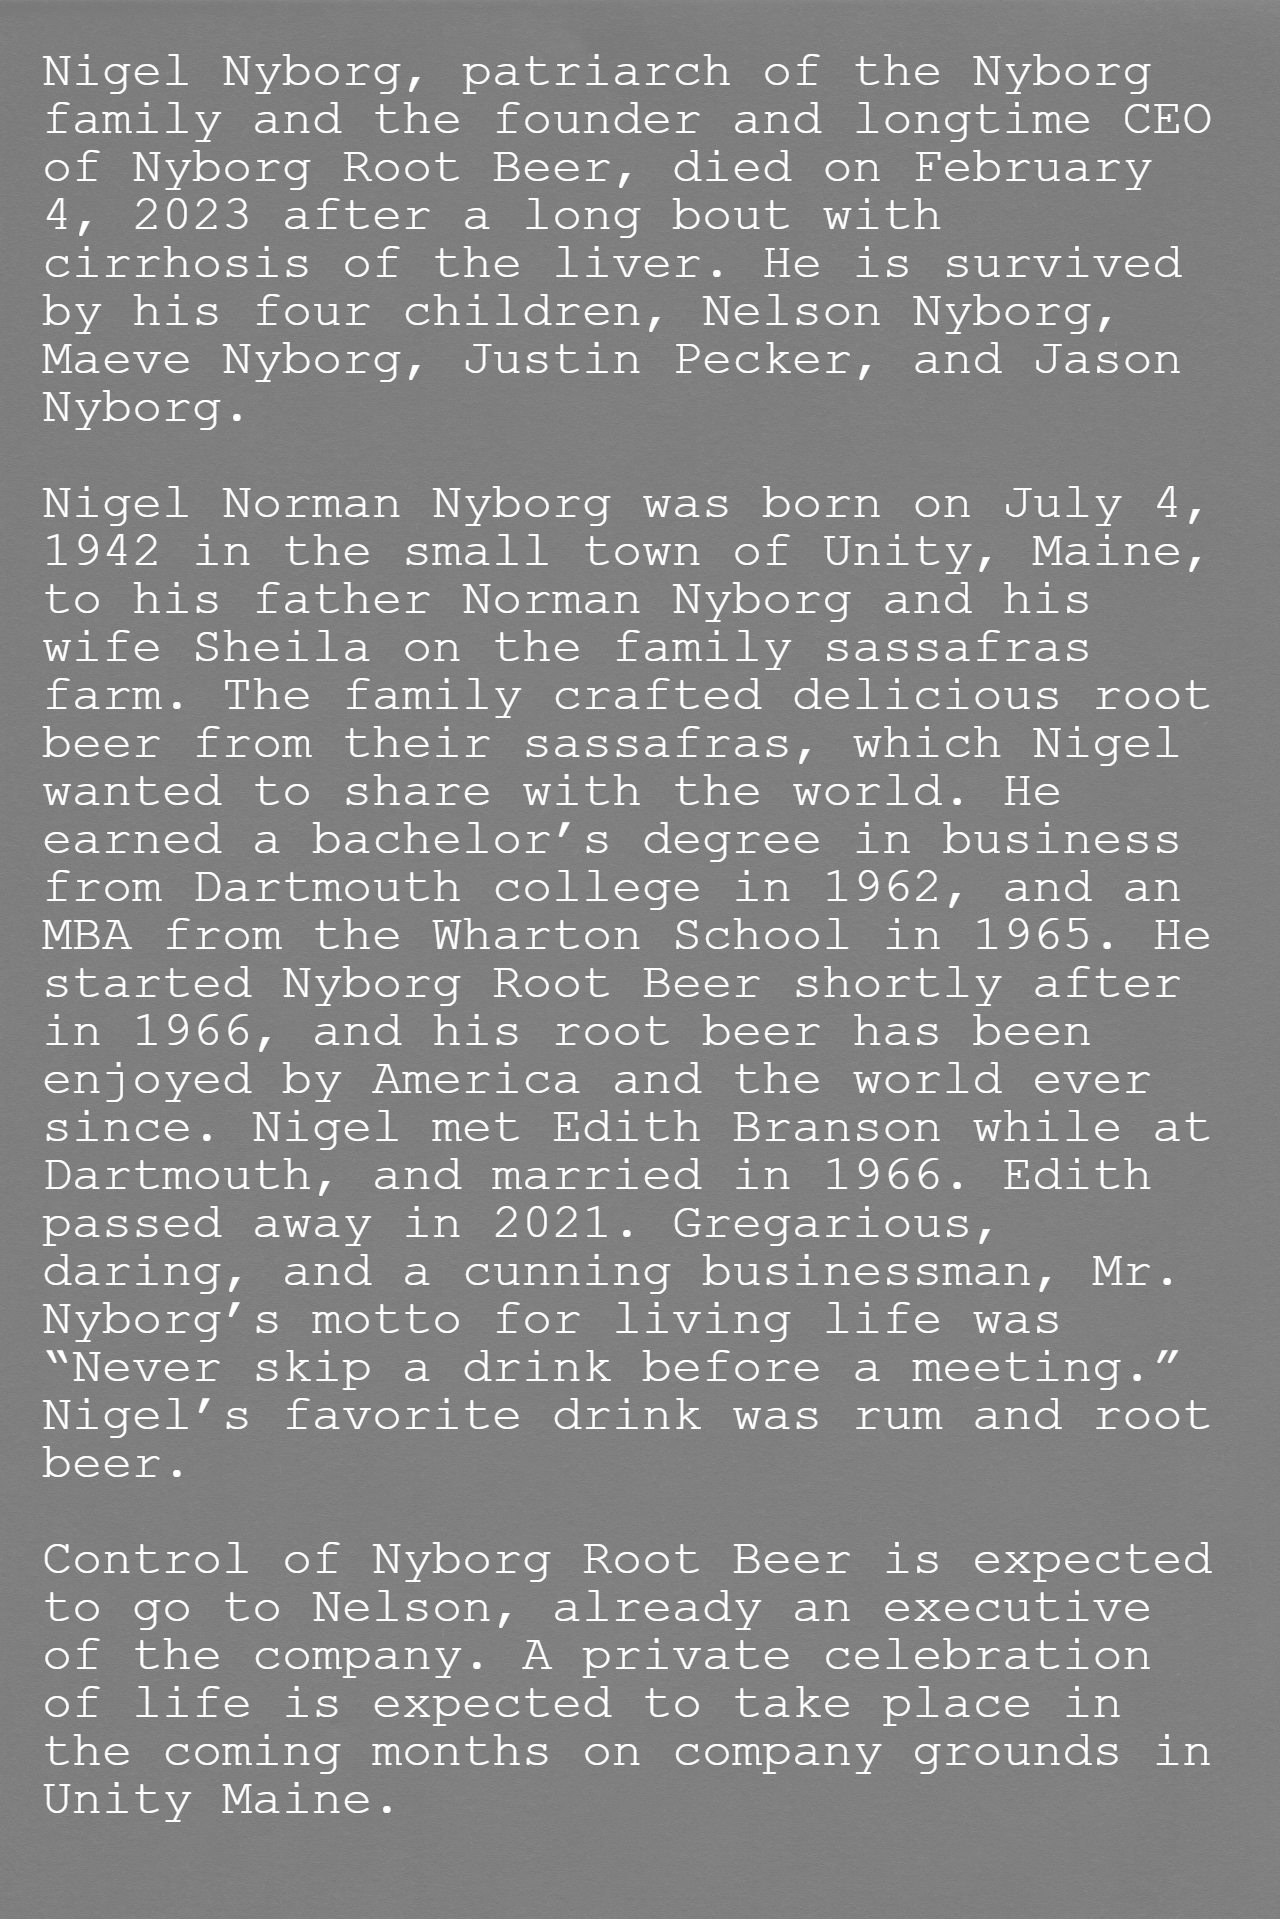 Nigel Nyborg, patriarch of the Nyborg
family and the founder and longtime CEO
of Nyborg Root Beer, died on February
4, 2023 after a long bout with
cirrhosis of the liver. He is survived
by his four children, Nelson Nyborg,
Maeve Nyborg, Justin Pecker, and Jason
Nyborg.

Nigel Norman Nyborg was born on July 4,
1942 in the small town of Unity, Maine,
to his father Norman Nyborg and his
wife Sheila on the family sassafras
farm. The family crafted delicious root
beer from their sassafras, which Nigel
wanted to share with the world. He
earned a bachelor’s degree in business
from Dartmouth college in 1962, and an
MBA from the Wharton School in 1965. He
started Nyborg Root Beer shortly after
in 1966, and his root beer has been
enjoyed by America and the world ever
since. Nigel met Edith Branson while at
Dartmouth, and married in 1966. Edith
passed away in 2021. Gregarious,
daring, and a cunning businessman, Mr.
Nyborg’s motto for living life was
“Never skip a drink before a meeting.”
Nigel’s favorite drink was rum and root
beer.

Control of Nyborg Root Beer is expected
to go to Nelson, already an executive
of the company. A private celebration
of life is expected to take place in
the coming months on company grounds in
Unity Maine.